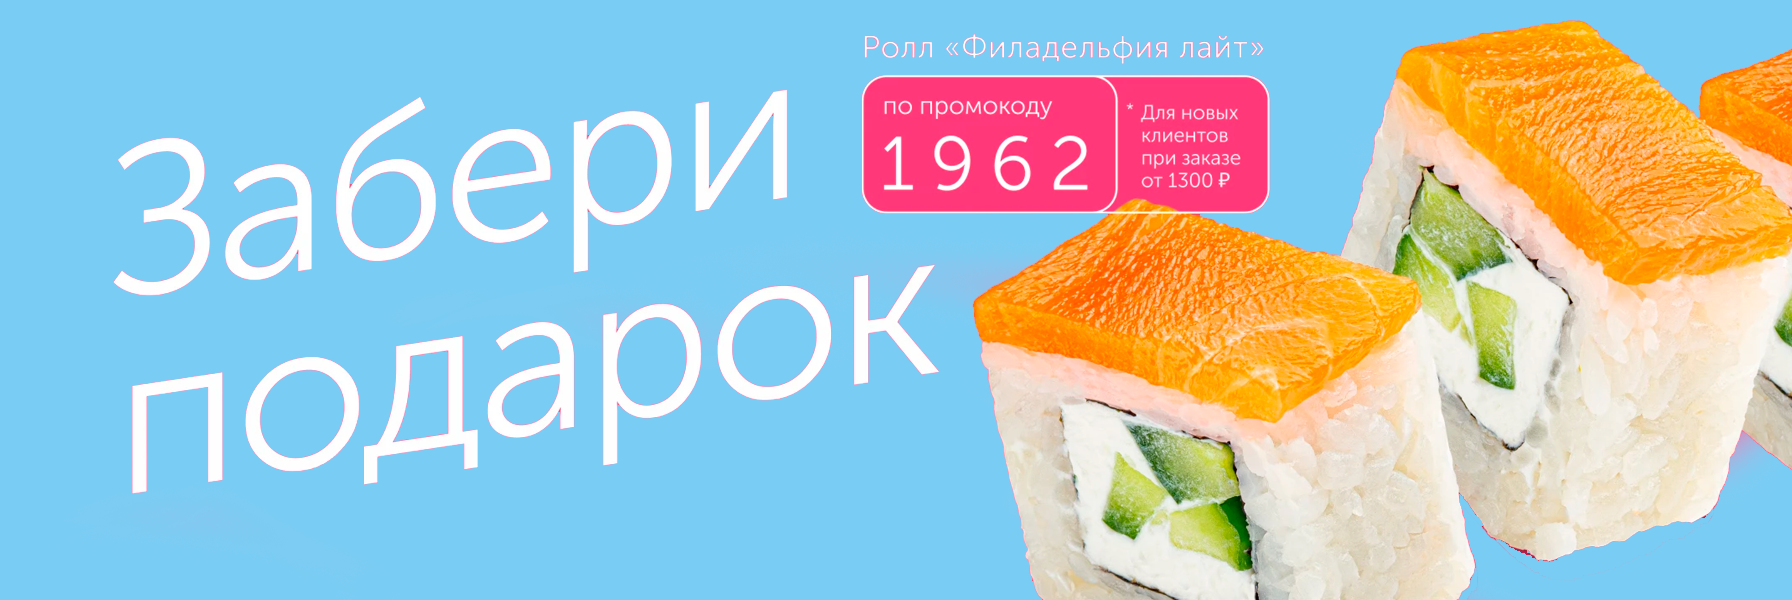 Забери
подарок
Ролл «Филадельфия лайт»
по промокоду
1962
* Для новых
клиентов
при заказе
от 1300 ₽